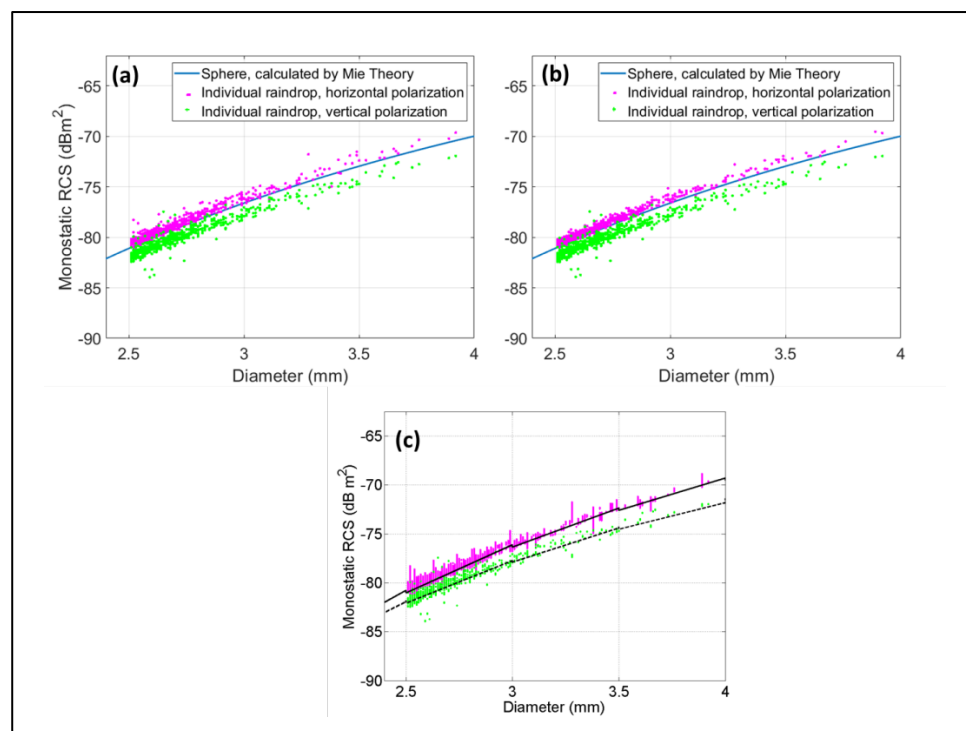 (a)
Sphere, calculated by Mie Theory
Individual raindrop, horizontal polarization
Individual raindrop, vertical polarization
Monostatic RCS (dBm²)
-65
-70
-75
-80
-85
-90
2.5 3 3.5 4
Diameter (mm)
(b)
Sphere, calculated by Mie Theory
Individual raindrop, horizontal polarization
Individual raindrop, vertical polarization
-65
-70
-75
-80
-85
-90
2.5 3 3.5 4
Diameter (mm)
(c)
Monostatic RCS (dB m²)
-65
-70
-75
-80
-85
-90
2.5 3 3.5 4
Diameter (mm)